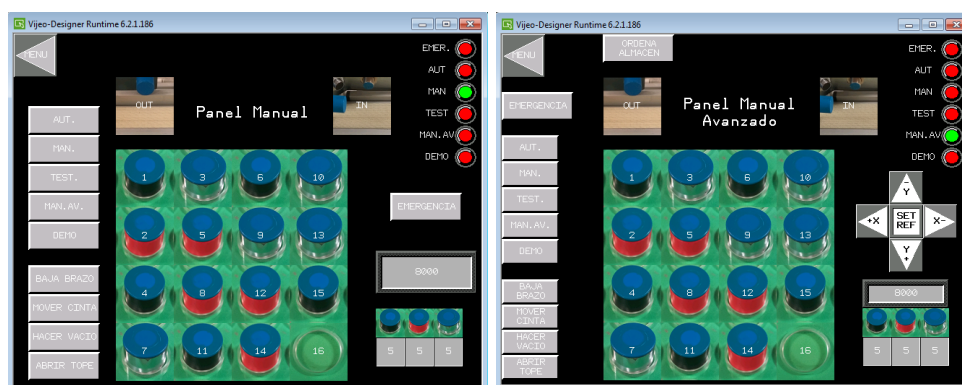 Vijeo-Designer Runtime 6.2.1.186
MENU
EMER.
AUT
MAN
TEST
MAN.AV
DEMO
OUT
Panel Manual
IN
AUT.
MAN.
TEST.
MAN.AV.
DEMO
EMERGENCIA
1 3 6 10
2 5 9 13
4 8 12 15
7 11 14 16
BAJA BRAZO
MOVER CINTA
HACER VACIO
ABRIR TOPE
8000
5 5 5
Vijeo-Designer Runtime 6.2.1.186
MENU
ORDENA
ALMACEN
EMER.
AUT
MAN
TEST
MAN.AV
DEMO
OUT
Panel Manual
Avanzado
IN
EMERGENCIA
AUT.
MAN.
TEST.
MAN.AV.
DEMO
1 3 6 10
2 5 9 13
4 8 12 15
7 11 14 16
-
Y
+X
SET
REF
X-
Y
+
BAJA
BRAZO
MOVER
CINTA
HACER
VACIO
ABRIR
TOPE
8000
5 5 5